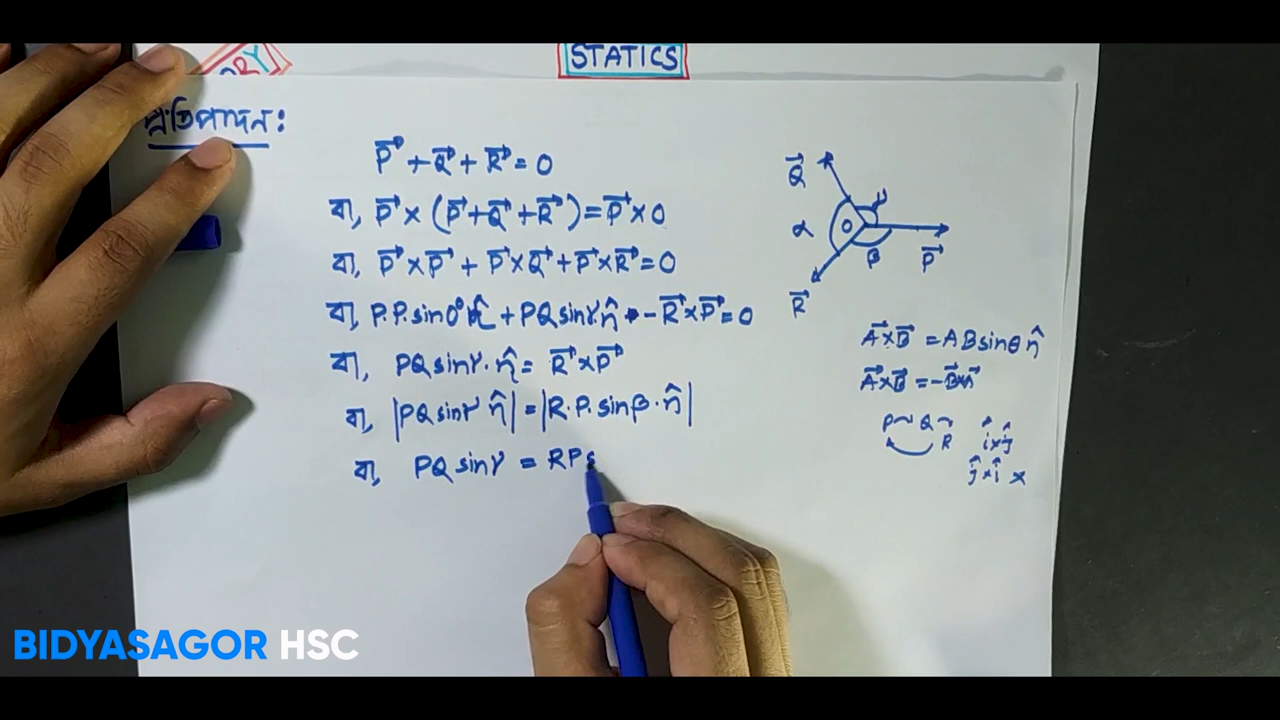 STATICS
প্রতিপাদন:
P⃗ + Q⃗ + R⃗ = 0
বা, P⃗ × (P⃗ + Q⃗ + R⃗) = P⃗ × 0
বা, P⃗ × P⃗ + P⃗ × Q⃗ + P⃗ × R⃗ = 0
বা, P.P. sin0° n̂ + PQ sinγ. n̂ - R⃗ × P⃗ = 0
বা, PQ sinγ. n̂ = R⃗ × P⃗
বা, |PQ sinγ n̂| = |R.P. sinβ. n̂|
বা, PQ sinγ = RPs
Q⃗
γ
α O
β P⃗
R⃗
A⃗ × B⃗ = AB sinθ n̂
A⃗ × B⃗ = -B⃗ × A⃗
P Q
R
î × ĵ
ĵ × î ×
BIDYASAGOR HSC